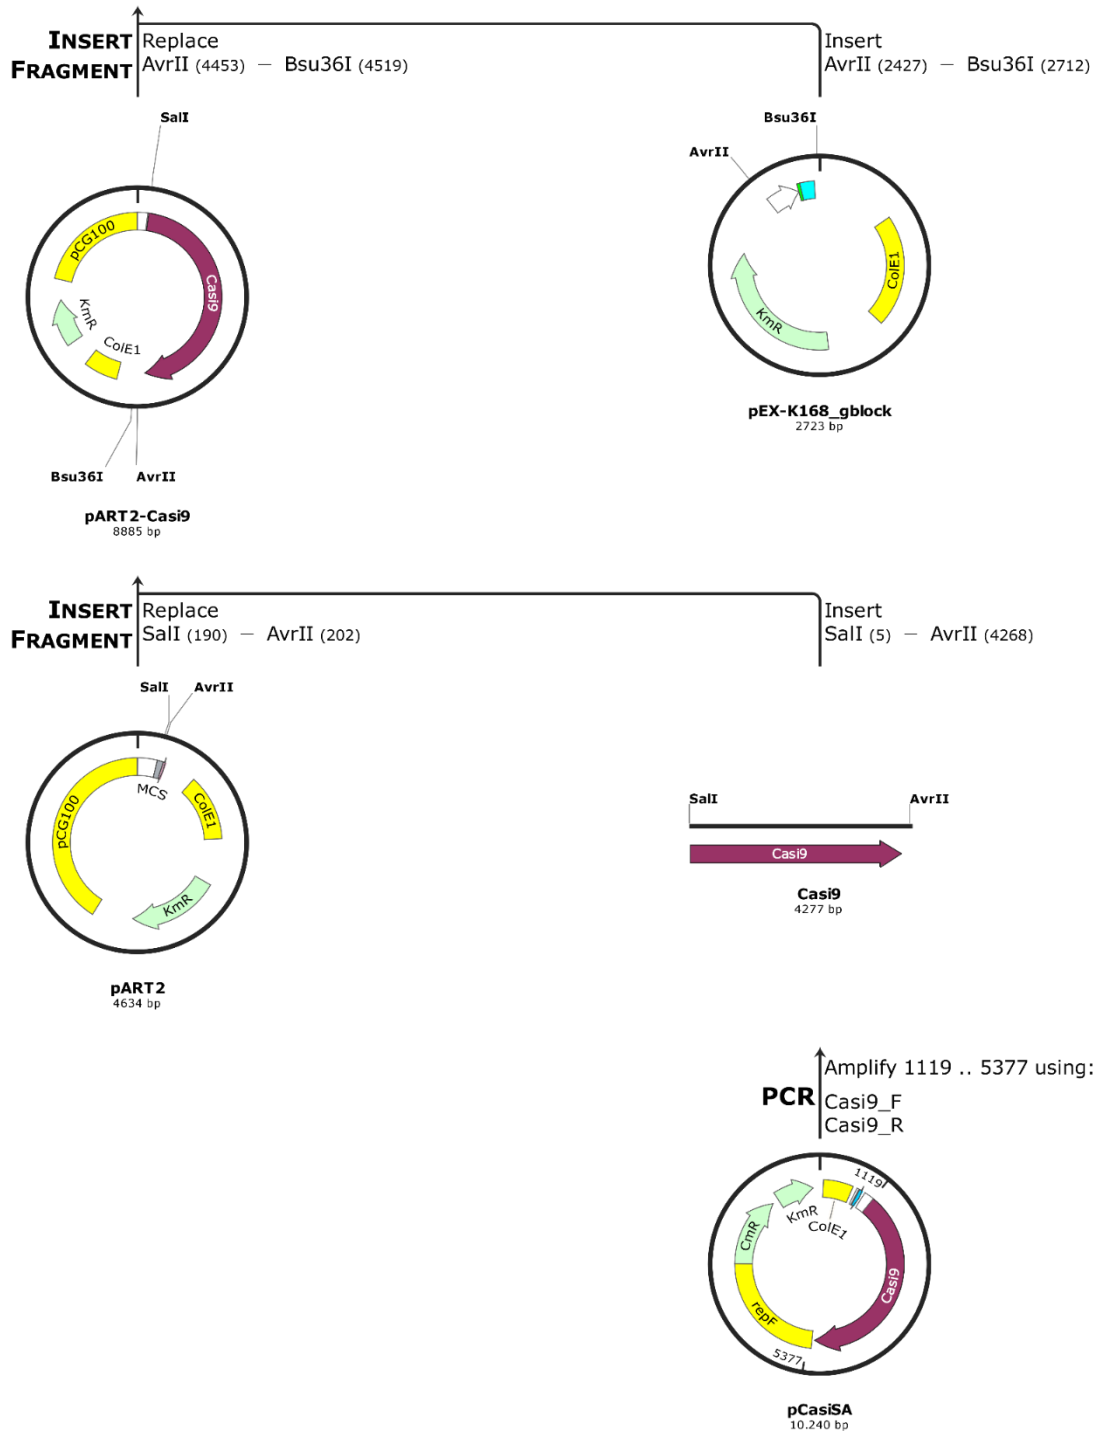 INSERT FRAGMENT
Replace
AvrII (4453) – Bsu36I (4519)
Insert
AvrII (2427) – Bsu36I (2712)
SalI
pCG100
Casi9
KmR
ColE1
Bsu36I
AvrII
pART2-Casi9
8885 bp
Bsu36I
AvrII
ColE1
KmR
pEX-K168_gblock
2723 bp
INSERT FRAGMENT
Replace
SalI (190) – AvrII (202)
Insert
SalI (5) – AvrII (4268)
SalI
AvrII
MCS
ColE1
pCG100
KmR
pART2
4634 bp
SalI
AvrII
Casi9
Casi9
4277 bp
PCR
Amplify 1119 .. 5377 using:
Casi9_F
Casi9_R
1119
KmR
ColE1
CmR
Casi9
repF
5377
pCasiSA
10.240 bp